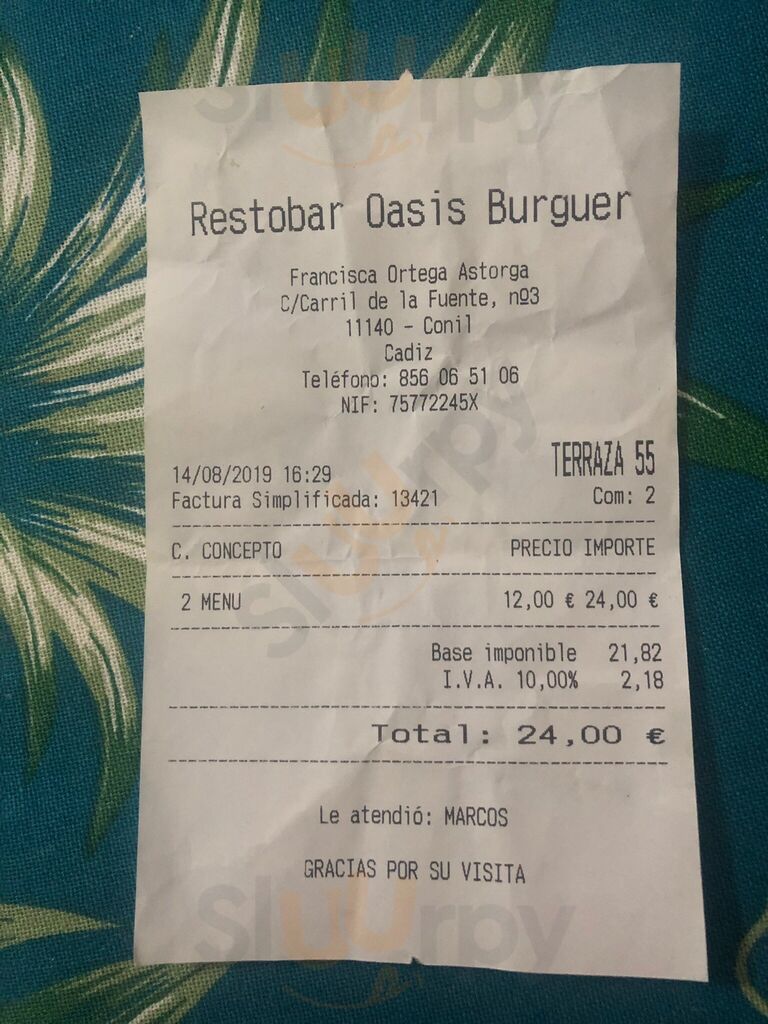 Restobar Oasis Burguer
Francisca Ortega Astorga
C/Carril de la Fuente, nº3
11140 - Conil
Cadiz
Teléfono: 856 06 51 06
NIF: 75772245X
TERRAZA 55
14/08/2019 16:29
Factura Simplificada: 13421 Com: 2
C. CONCEPTO PRECIO IMPORTE
2 MENU 12,00 € 24,00 €
Base imponible 21,82
I.V.A. 10,00% 2,18
Total: 24,00 €
Le atendió: MARCOS
GRACIAS POR SU VISITA
Sluurpy
Sluurpy
Sluurpy